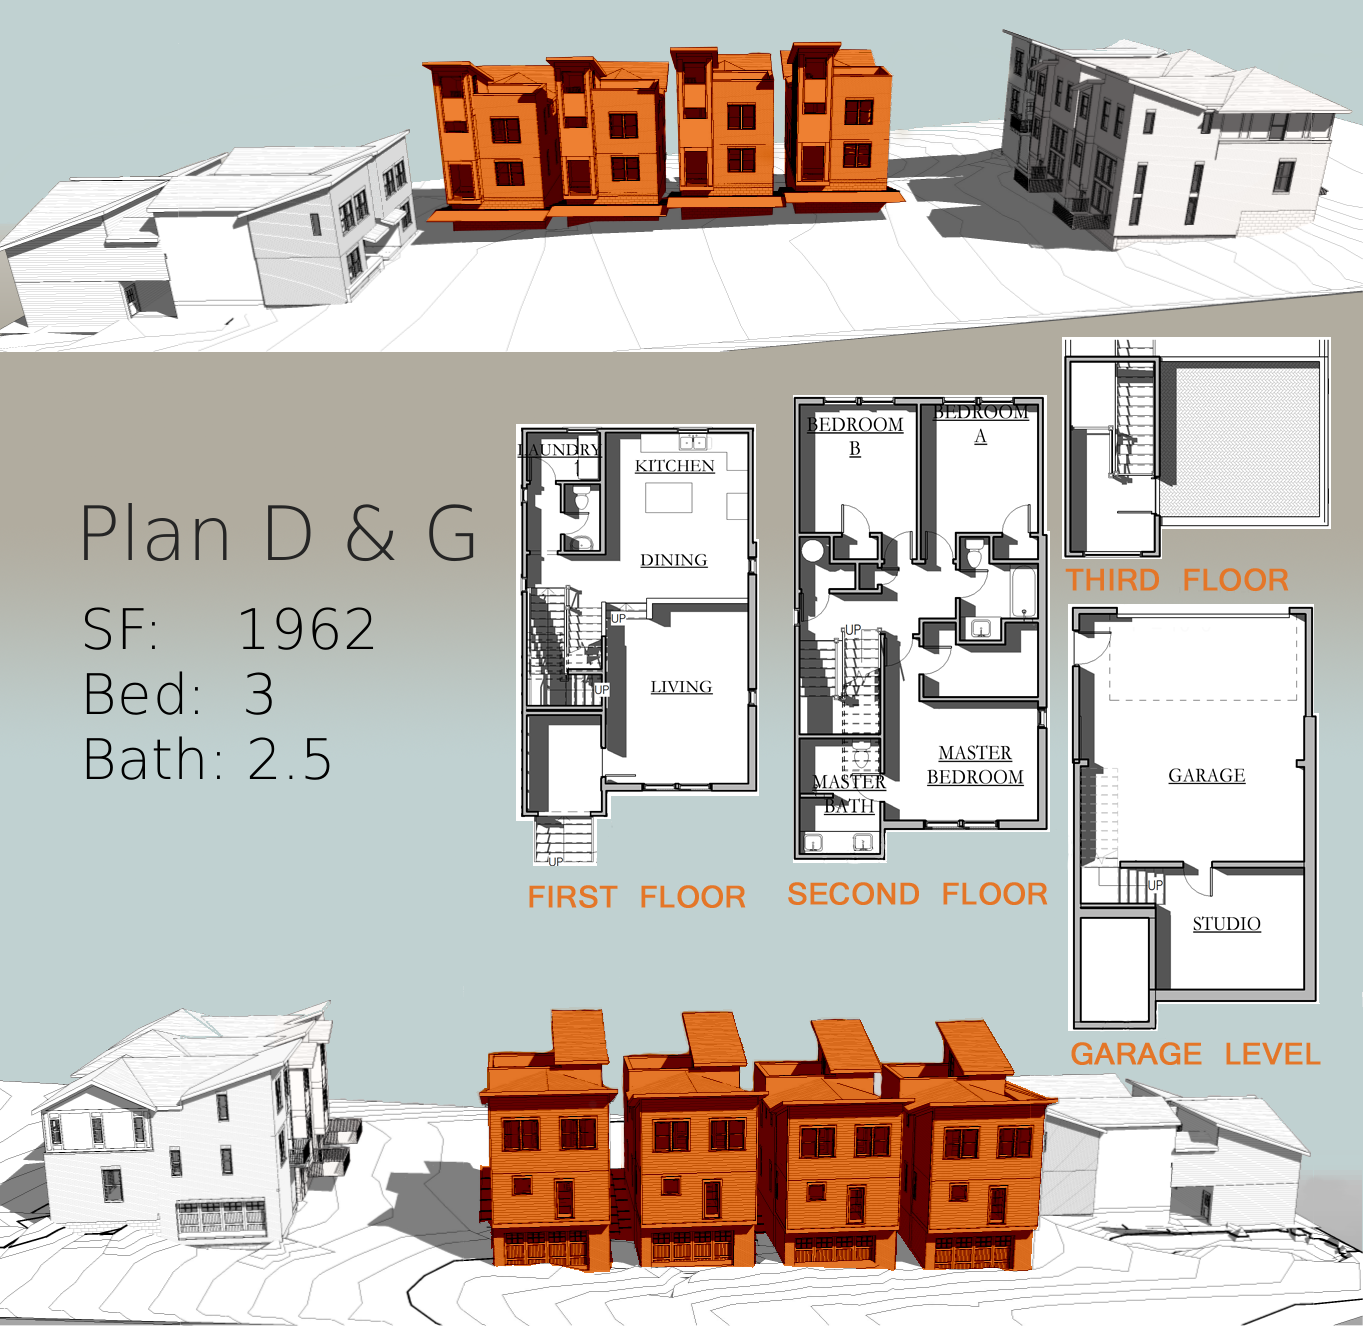 Plan D & G
SF: 1962
Bed: 3
Bath: 2.5
LAUNDRY
1
KITCHEN
DINING
UP
UP
LIVING
UP
FIRST FLOOR
BEDROOM
B
BEDROOM
A
UP
MASTER
BEDROOM
MASTER
BATH
SECOND FLOOR
THIRD FLOOR
GARAGE
UP
STUDIO
GARAGE LEVEL